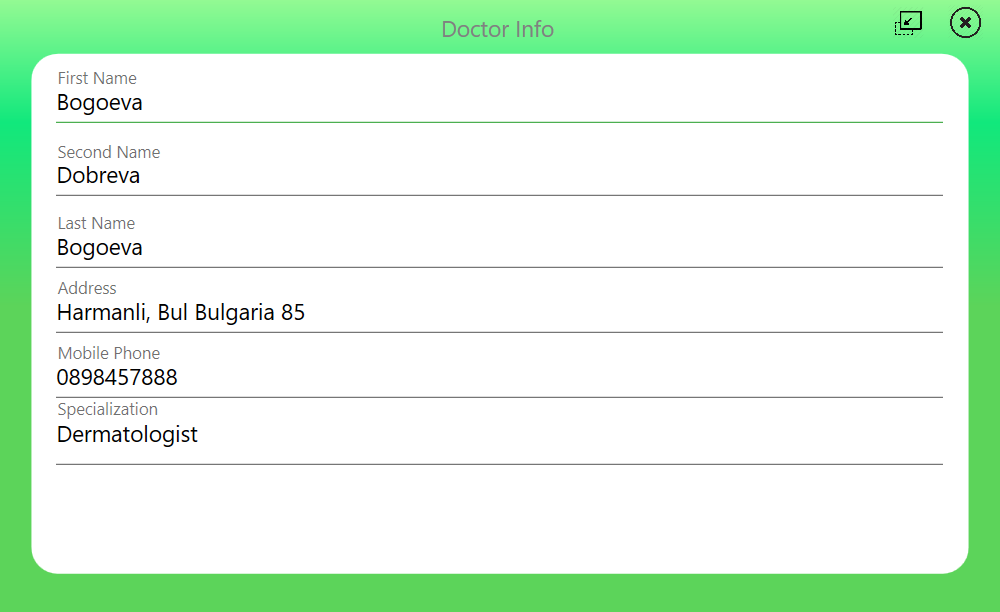 Doctor Info
First Name
Bogoeva
Second Name
Dobreva
Last Name
Bogoeva
Address
Harmanli, Bul Bulgaria 85
Mobile Phone
0898457888
Specialization
Dermatologist